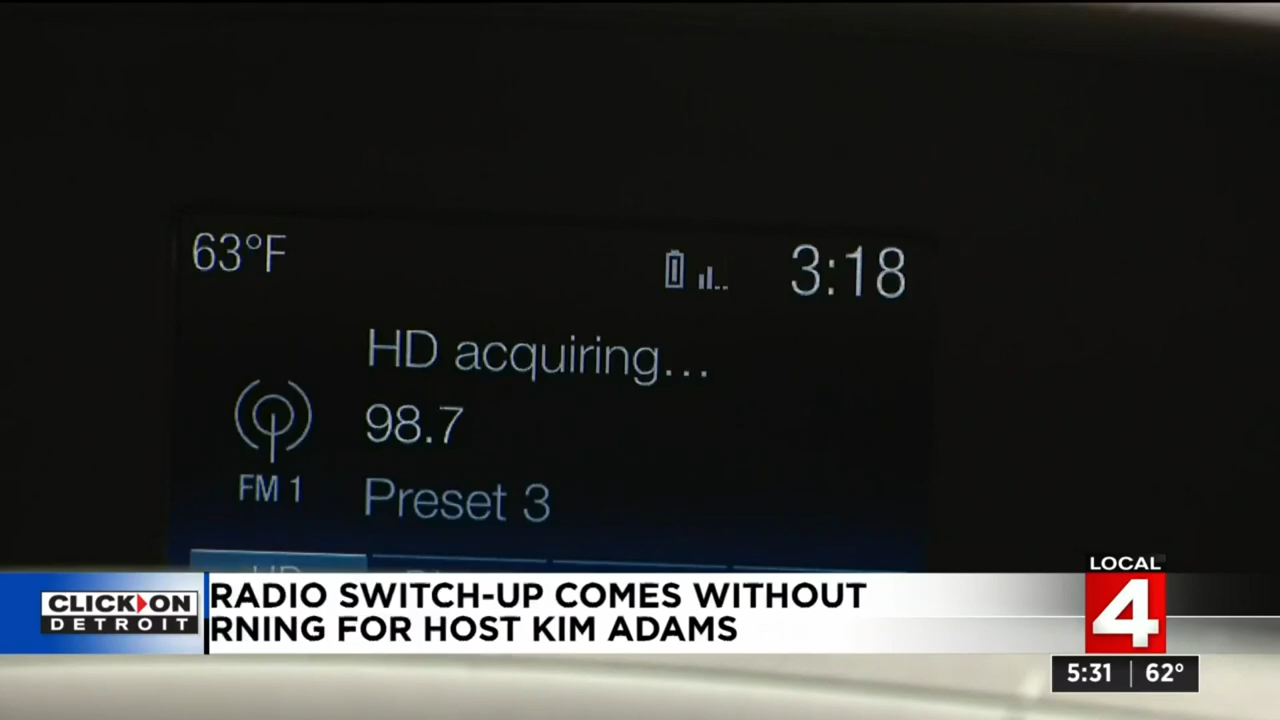 63°F
3:18
HD acquiring...
98.7
FM 1
Preset 3
HD
RADIO SWITCH-UP COMES WITHOUT
RNING FOR HOST KIM ADAMS
CLICK ON
DETROIT
LOCAL
4
5:31 62°